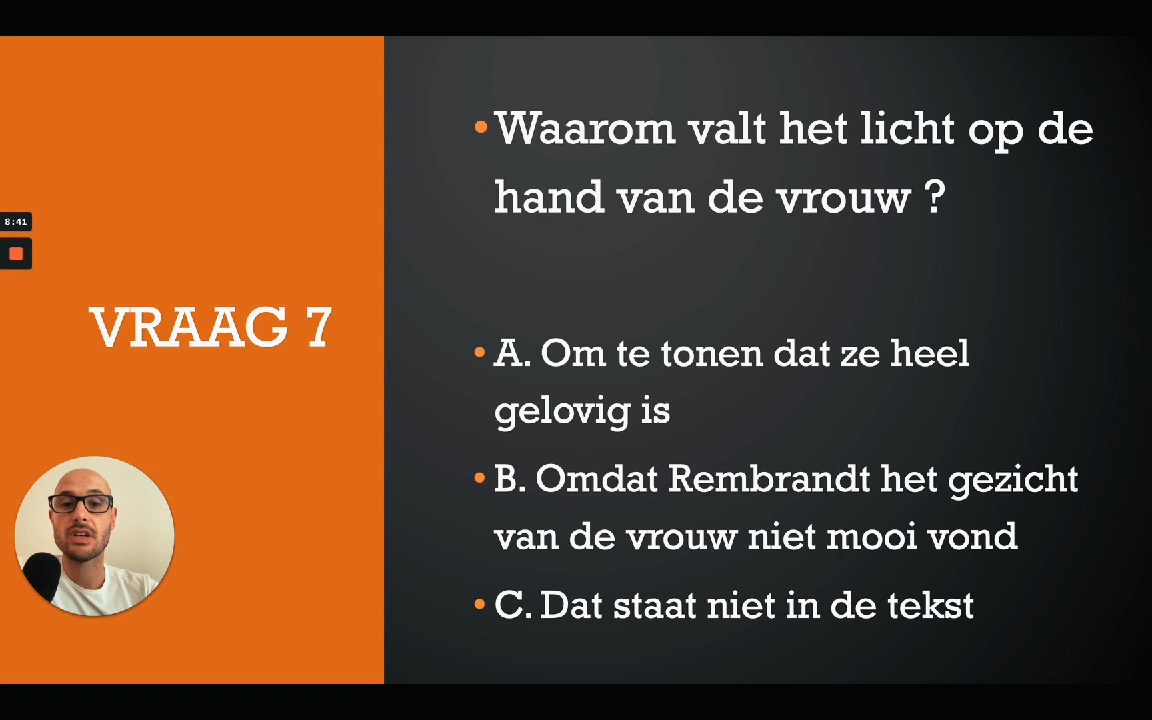 Waarom valt het licht op de
hand van de vrouw ?
8:41
VRAAG 7
A. Om te tonen dat ze heel
gelovig is
B. Omdat Rembrandt het gezicht
van de vrouw niet mooi vond
C. Dat staat niet in de tekst